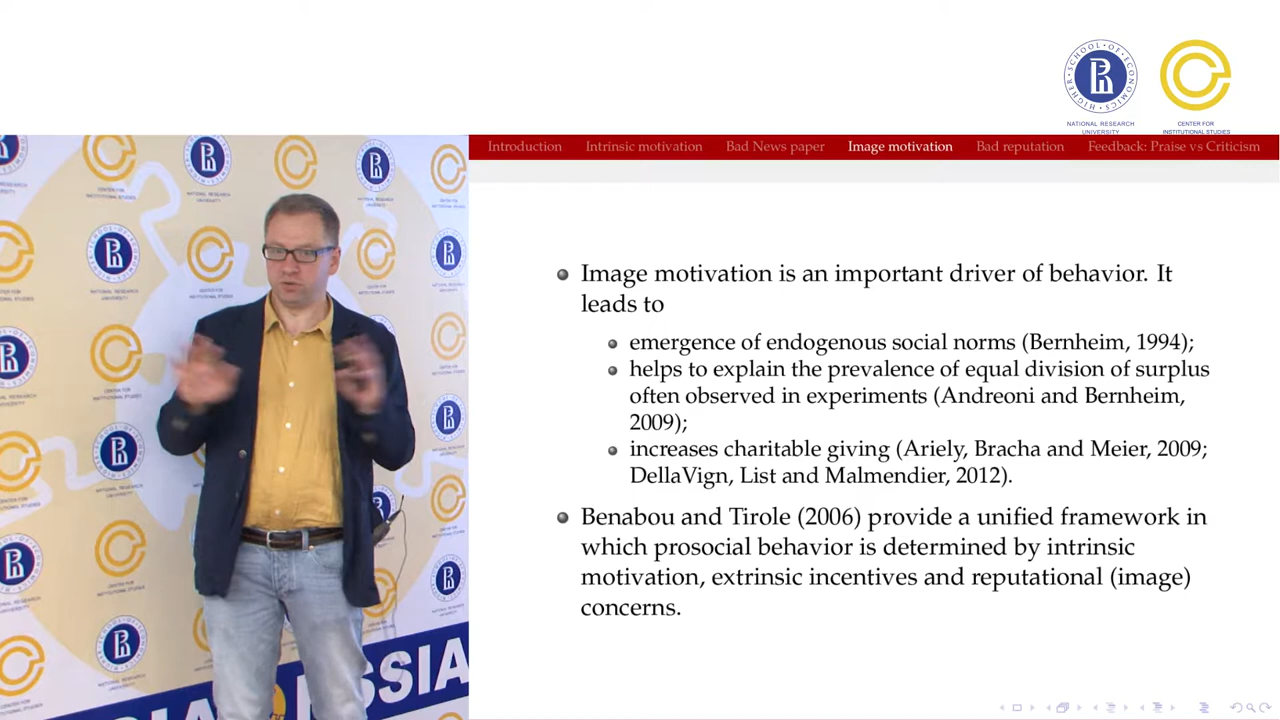 SCHOOL OF ECONOMICS HIGHER
NATIONAL RESEARCH
UNIVERSITY
CENTER FOR
INSTITUTIONAL STUDIES
Introduction Intrinsic motivation Bad News paper Image motivation Bad reputation Feedback: Praise vs Criticism
Image motivation is an important driver of behavior. It
leads to
emergence of endogenous social norms (Bernheim, 1994);
helps to explain the prevalence of equal division of surplus
often observed in experiments (Andreoni and Bernheim,
2009);
increases charitable giving (Ariely, Bracha and Meier, 2009;
DellaVign, List and Malmendier, 2012).
Benabou and Tirole (2006) provide a unified framework in
which prosocial behavior is determined by intrinsic
motivation, extrinsic incentives and reputational (image)
concerns.